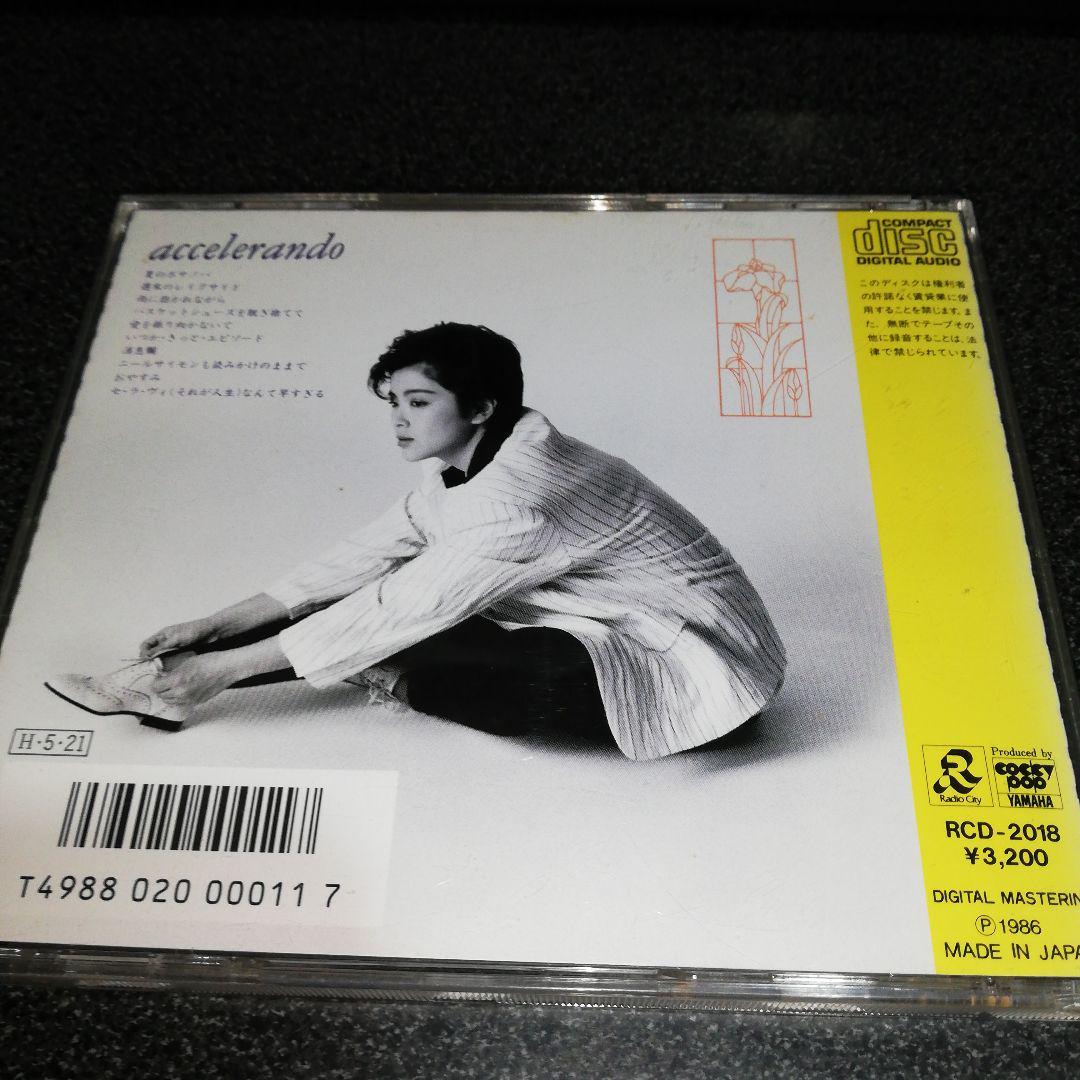 accelerando
夏のボサノバ
週末のレイクサイド
雨に抱かれながら
バスケットシューズを脱ぎ捨てて
愛を振り向かないで
いつか・きっと・エピソード
ニールサイモンも読みかけのままで
おやすみ
セ・ラ・ヴィ（それが人生）なんて早すぎる
COMPACT
disc
DIGITAL AUDIO
このディスクは権利者
の許諾なく賃貸業に使
用することを禁じます。ま
た、無断でテープその
他に録音することは、法
律で禁じられています。
H・5・21
T4988 020 00011 7
R
Radio City
Produced by
cocky
pop
YAMAHA
RCD-2018
¥3,200
DIGITAL MASTERIN
Ⓟ1986
MADE IN JAPA